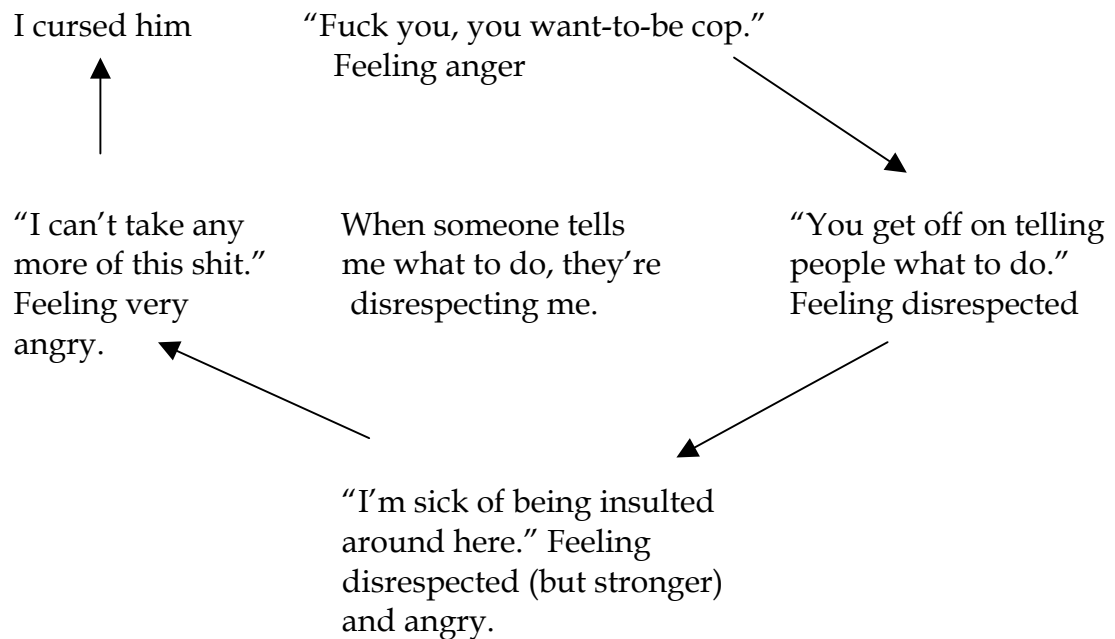 I cursed him
“Fuck you, you want-to-be cop.”
Feeling anger
“I can’t take any
more of this shit.”
Feeling very
angry.
When someone tells
me what to do, they’re
disrespecting me.
“You get off on telling
people what to do.”
Feeling disrespected
“I’m sick of being insulted
around here.” Feeling
disrespected (but stronger)
and angry.